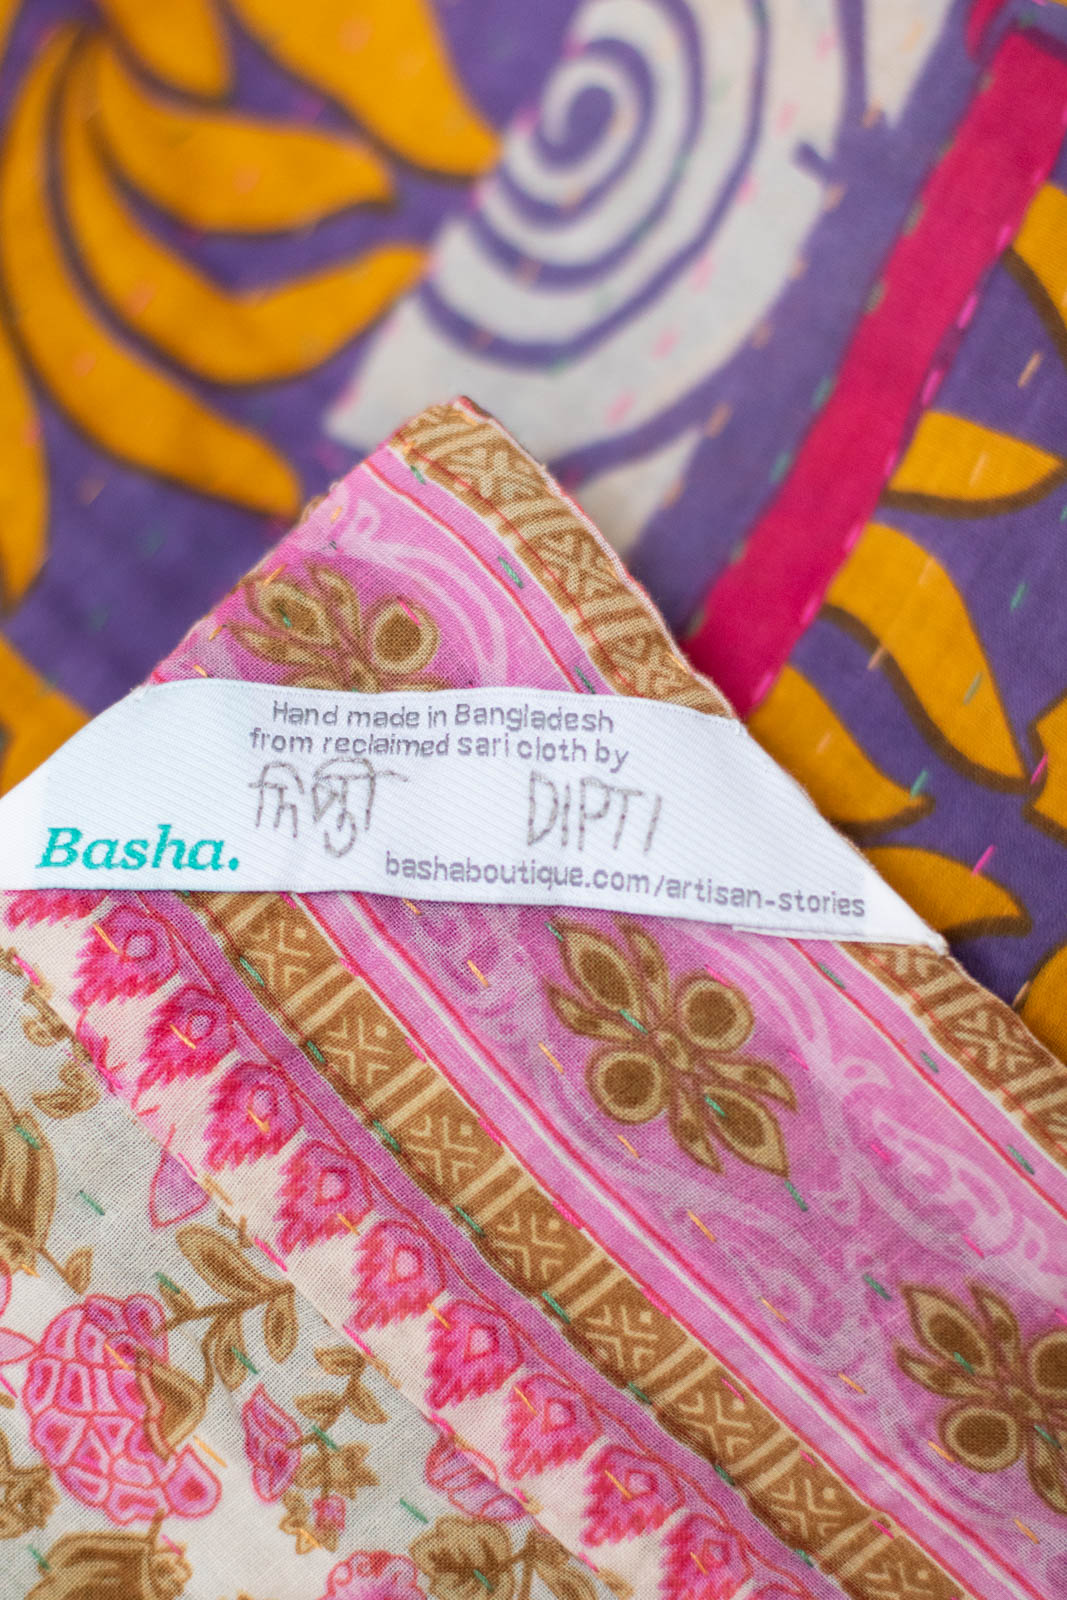 Hand made in Bangladesh
from reclaimed sari cloth by
দিপ্তী DIPTI
Basha.
bashaboutique.com/artisan-stories